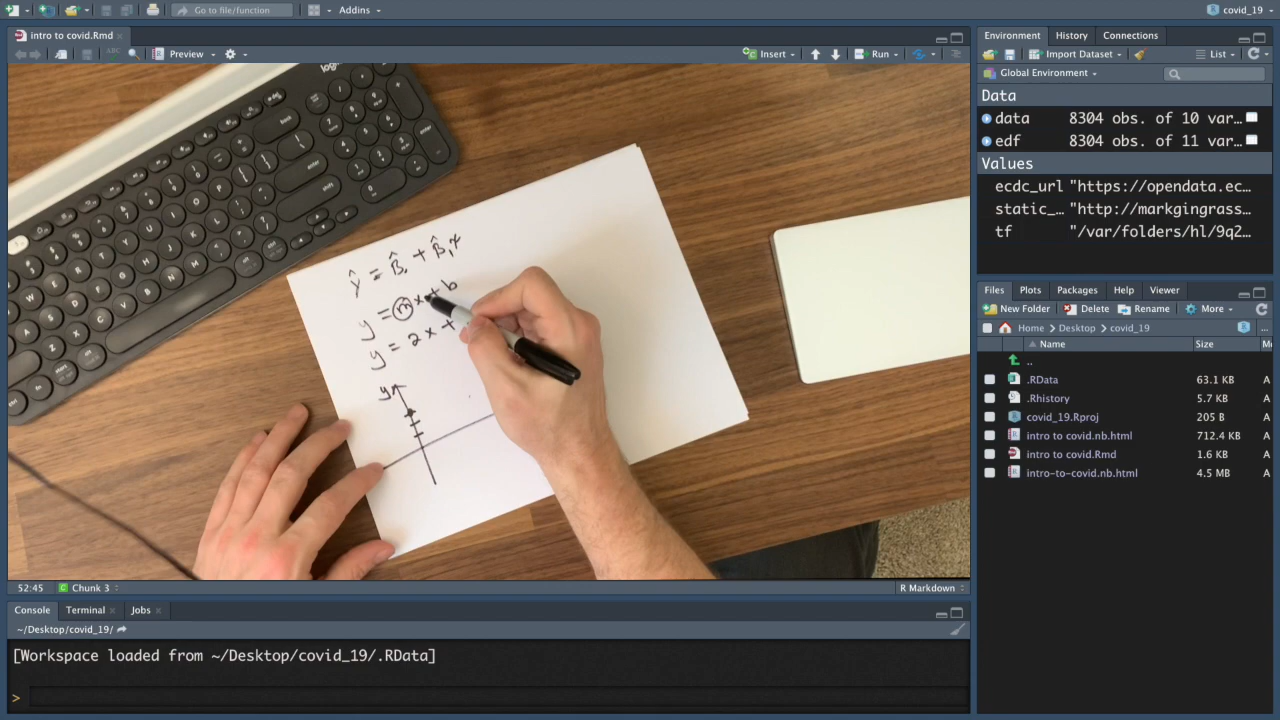 Go to file/function
Addins
covid_19
intro to covid.Rmd
ABC
Preview
Insert
Run
ŷ = B̂. + B̂₁x
y = mx + b
y = 2x +
y
52:45
Chunk 3
R Markdown
Console
Terminal
Jobs
~/Desktop/covid_19/
[Workspace loaded from ~/Desktop/covid_19/.RData]
>
Environment
History
Connections
Import Dataset
List
Global Environment
Data
data 8304 obs. of 10 var…
edf 8304 obs. of 11 var…
Values
ecdc_url "https://opendata.ec…
static_… "http://markgingrass…
tf "/var/folders/hl/9q2…
Files
Plots
Packages
Help
Viewer
New Folder
Delete
Rename
More
Home
Desktop
covid_19
...
Name
Size
..
.RData 63.1 KB A
.Rhistory 5.7 KB A
covid_19.Rproj 205 B A
intro to covid.nb.html 712.4 KB A
intro to covid.Rmd 1.6 KB A
intro-to-covid.nb.html 4.5 MB A